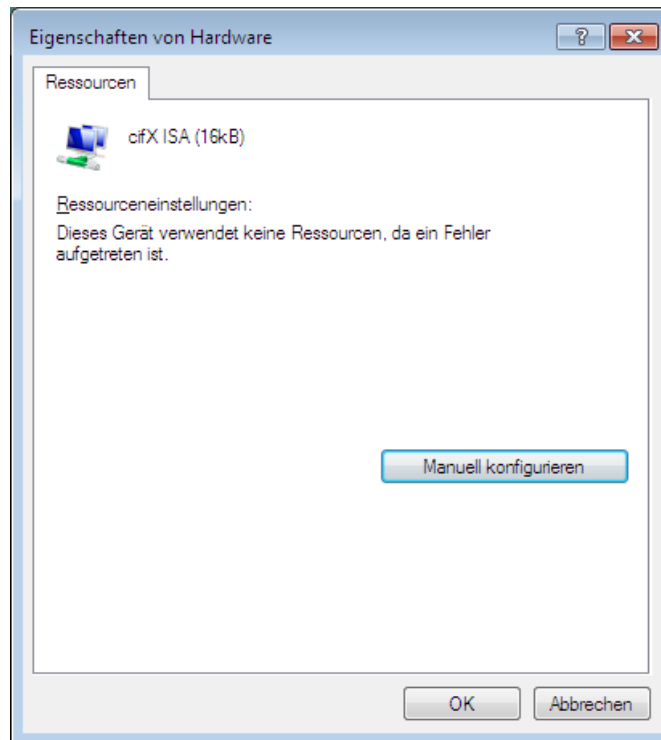 Eigenschaften von Hardware
Ressourcen
cifX ISA (16kB)
Ressourceneinstellungen:
Dieses Gerät verwendet keine Ressourcen, da ein Fehler
aufgetreten ist.
Manuell konfigurieren
OK
Abbrechen